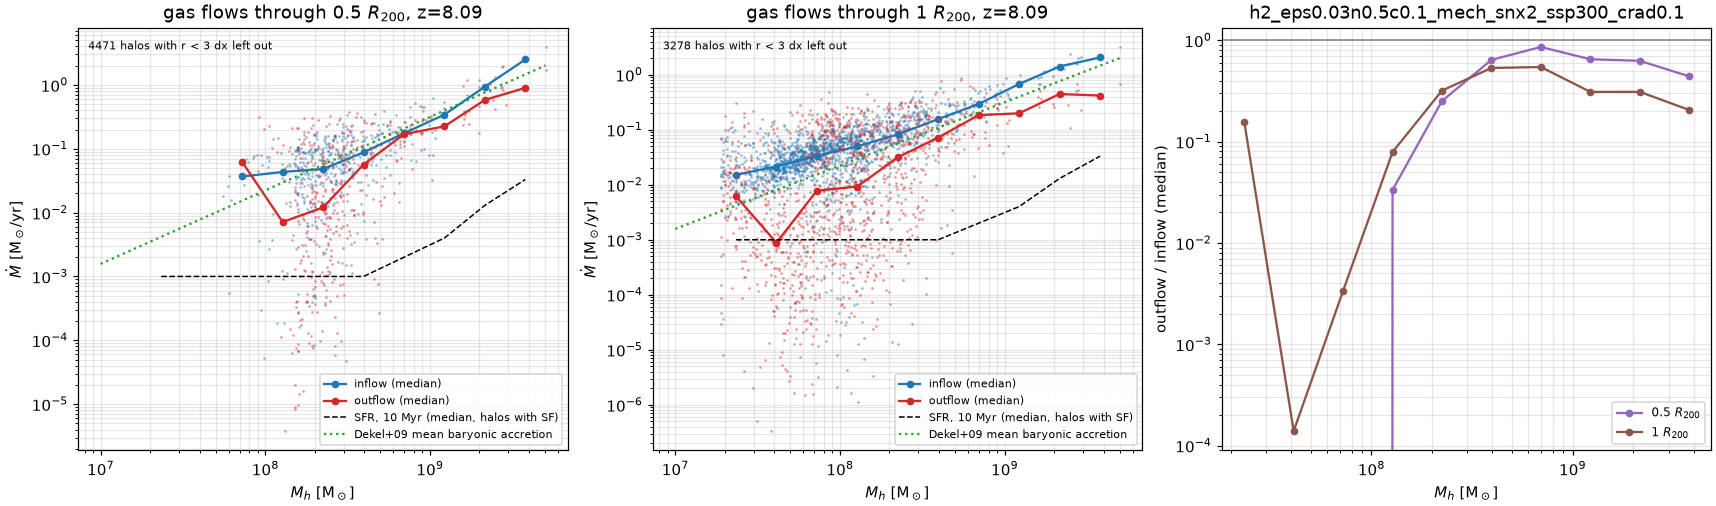 gas flows through 0.5 R₂₀₀, z=8.09
4471 halos with r < 3 dx left out
10⁰
10⁻¹
10⁻²
10⁻³
10⁻⁴
10⁻⁵
Ṁ [M⊙/yr]
inflow (median)
outflow (median)
SFR, 10 Myr (median, halos with SF)
Dekel+09 mean baryonic accretion
10⁷ 10⁸ 10⁹
Mₕ [M⊙]
gas flows through 1 R₂₀₀, z=8.09
3278 halos with r < 3 dx left out
10⁰
10⁻¹
10⁻²
10⁻³
10⁻⁴
10⁻⁵
10⁻⁶
Ṁ [M⊙/yr]
inflow (median)
outflow (median)
SFR, 10 Myr (median, halos with SF)
Dekel+09 mean baryonic accretion
10⁷ 10⁸ 10⁹
Mₕ [M⊙]
h2_eps0.03n0.5c0.1_mech_snx2_ssp300_crad0.1
10⁰
10⁻¹
10⁻²
10⁻³
10⁻⁴
outflow / inflow (median)
0.5 R₂₀₀
1 R₂₀₀
10⁸ 10⁹
Mₕ [M⊙]